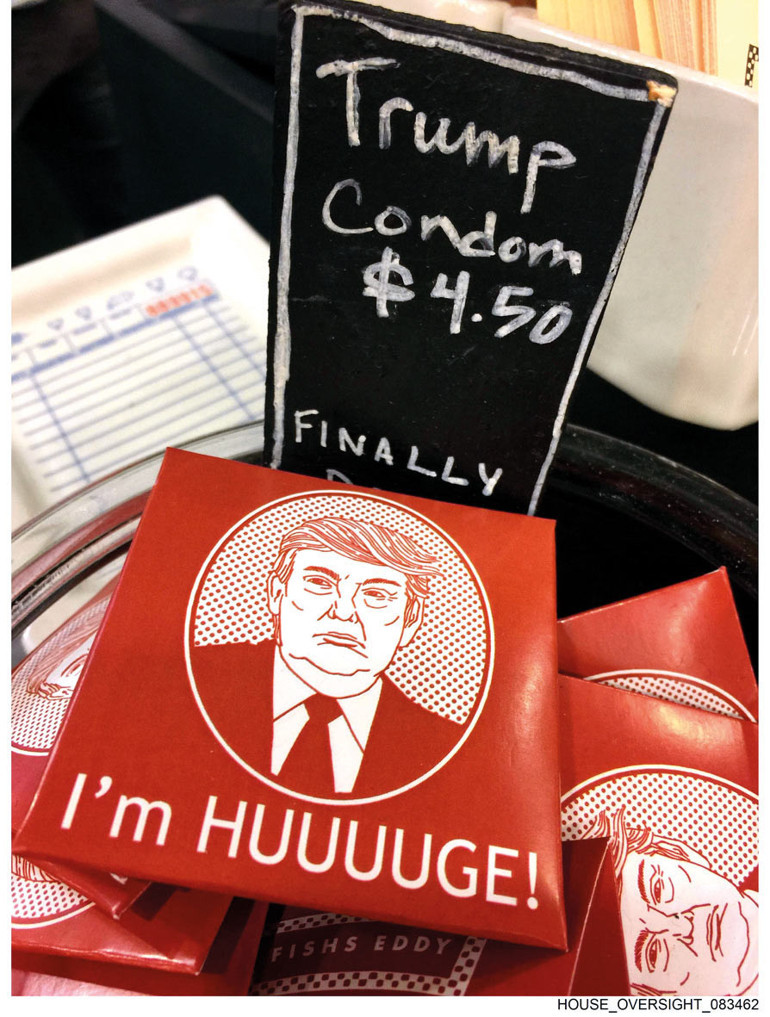 Trump
Condom
$4.50
FINALLY
I'm HUUUUGE!
FISHS EDDY
HOUSE_OVERSIGHT_083462